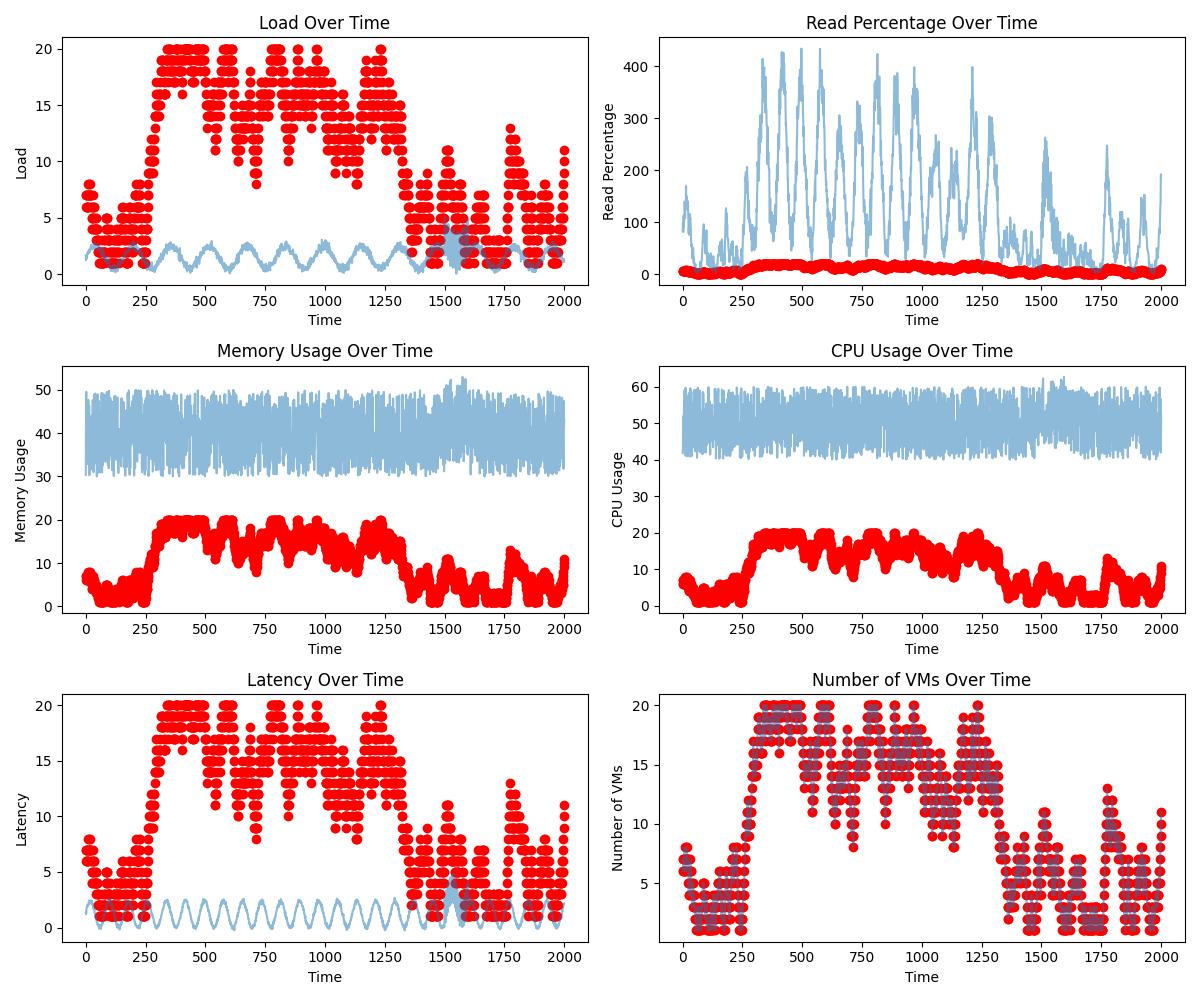 Load Over Time
20
15
10
5
0
Load
0 250 500 750 1000 1250 1500 1750 2000
Time
Read Percentage Over Time
400
300
200
100
0
Read Percentage
0 250 500 750 1000 1250 1500 1750 2000
Time
Memory Usage Over Time
50
40
30
20
10
0
Memory Usage
0 250 500 750 1000 1250 1500 1750 2000
Time
CPU Usage Over Time
60
50
40
30
20
10
0
CPU Usage
0 250 500 750 1000 1250 1500 1750 2000
Time
Latency Over Time
20
15
10
5
0
Latency
0 250 500 750 1000 1250 1500 1750 2000
Time
Number of VMs Over Time
20
15
10
5
Number of VMs
0 250 500 750 1000 1250 1500 1750 2000
Time